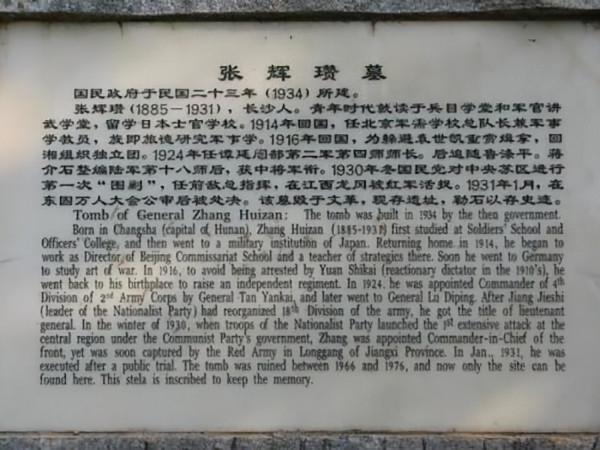 张辉瓒墓
国民政府于民国二十三年(1934)所建。
张辉瓒(1885-1931),长沙人。青年时代就读于兵目学堂和军官讲
武学堂,留学日本士官学校。1914年回国,任北京军需学校总队长兼军事
学教员,旋即旅德研究军事学。1916年回国,为躲避袁世凯重赏缉拿,回
湘组织独立团。1924年任谭延闿部第二军第四师师长。后追随鲁涤平。蒋
介石整编陆军第十八师后,获中将军衔。1930年冬国民党对中央苏区进行
第一次“围剿”,任前敌总指挥,在江西龙冈被红军活捉。1931年1月,在
东固万人大会公审后被处决。该墓毁于文革,现存遗址,勒石以存史迹。
Tomb of General Zhang Huizan: The tomb was built in 1934 by the then government.
Born in Changsha (capital of Hunan), Zhang Huizan (1885-1931) first studied at Soldiers' School and
Officers' College, and then went to a military institution of Japan. Returning home in 1914, he began to
work as Director of Beijing Commissariat School and a teacher of strategics there. Soon he went to Germany
to study art of war. In 1916, to avoid being arrested by Yuan Shikai (reactionary dictator in the 1910's), he
went back to his birthplace to raise an independent regiment. In 1924, he was appointed Commander of 4th
Division of 2nd Army Corps by General Tan Yankai, and later went to General Li Diping. After Jiang Jieshi
(leader of the Nationalist Party) had reorganized 18th Division of the army, he got the title of lieutenant
general. In the winter of 1930, when troops of the Nationalist Party launched the 1st extensive attack at the
central region under the Communist Party's government, Zhang was appointed Commander-in-Chief of the
front, yet was soon captured by the Red Army in Longgang of Jiangxi Province. In Jan., 1931, he was
executed after a public trial. The tomb was ruined between 1966 and 1976, and now only the site can be
found here. This stela is inscribed to keep the memory.